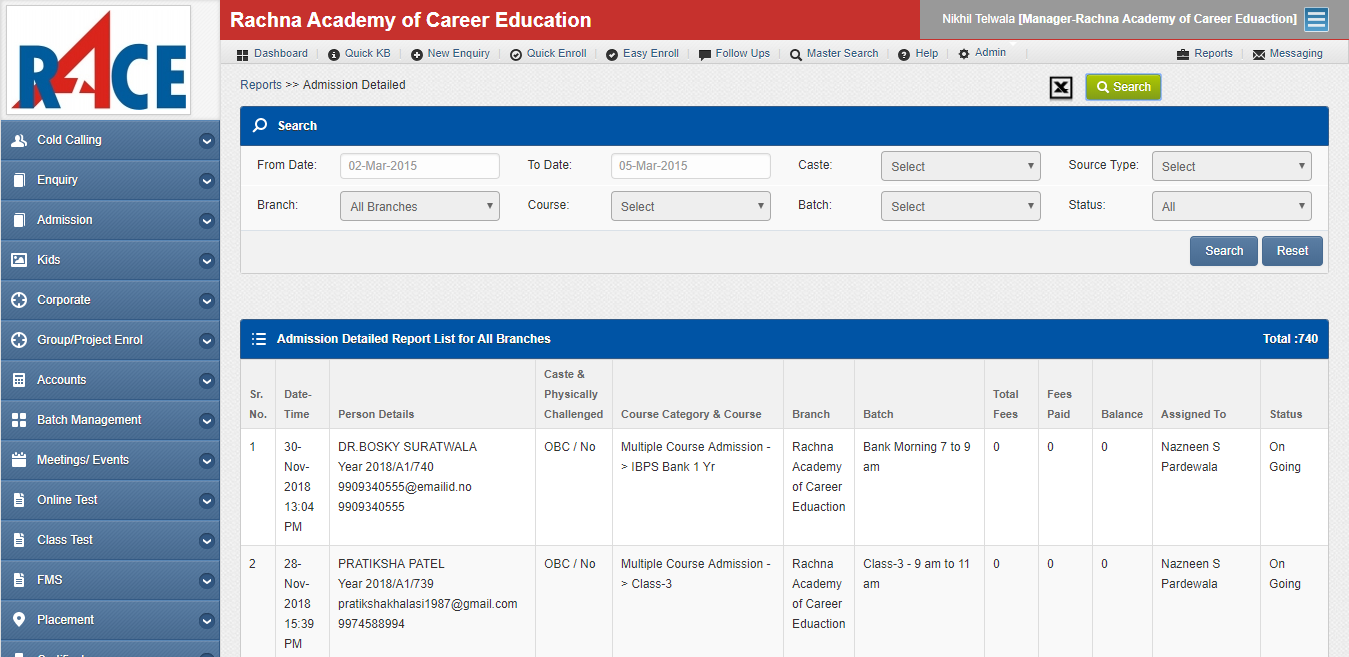 RACE
Rachna Academy of Career Education
Nikhil Telwala [Manager-Rachna Academy of Career Eduaction]
Dashboard Quick KB New Enquiry Quick Enroll Easy Enroll Follow Ups Master Search Help Admin Reports Messaging
Reports >> Admission Detailed
X Search
Cold Calling
Enquiry
Admission
Kids
Corporate
Group/Project Enrol
Accounts
Batch Management
Meetings/ Events
Online Test
Class Test
FMS
Placement
Search
From Date: 02-Mar-2015 To Date: 05-Mar-2015 Caste: Select Source Type: Select
Branch: All Branches Course: Select Batch: Select Status: All
Search Reset
Admission Detailed Report List for All Branches Total :740
Sr. No. Date-Time Person Details Caste & Physically Challenged Course Category & Course Branch Batch Total Fees Fees Paid Balance Assigned To Status
1 30- DR.BOSKY SURATWALA OBC / No Multiple Course Admission - Rachna Bank Morning 7 to 9 0 0 0 Nazneen S On
Nov- Year 2018/A1/740 > IBPS Bank 1 Yr Academy am Pardewala Going
2018 9909340555@emailid.no of Career
13:04 9909340555 Eduaction
PM
2 28- PRATIKSHA PATEL OBC / No Multiple Course Admission - Rachna Class-3 - 9 am to 11 0 0 0 Nazneen S On
Nov- Year 2018/A1/739 > Class-3 Academy am Pardewala Going
2018 pratikshakhalasi1987@gmail.com of Career
15:39 9974588994 Eduaction
PM